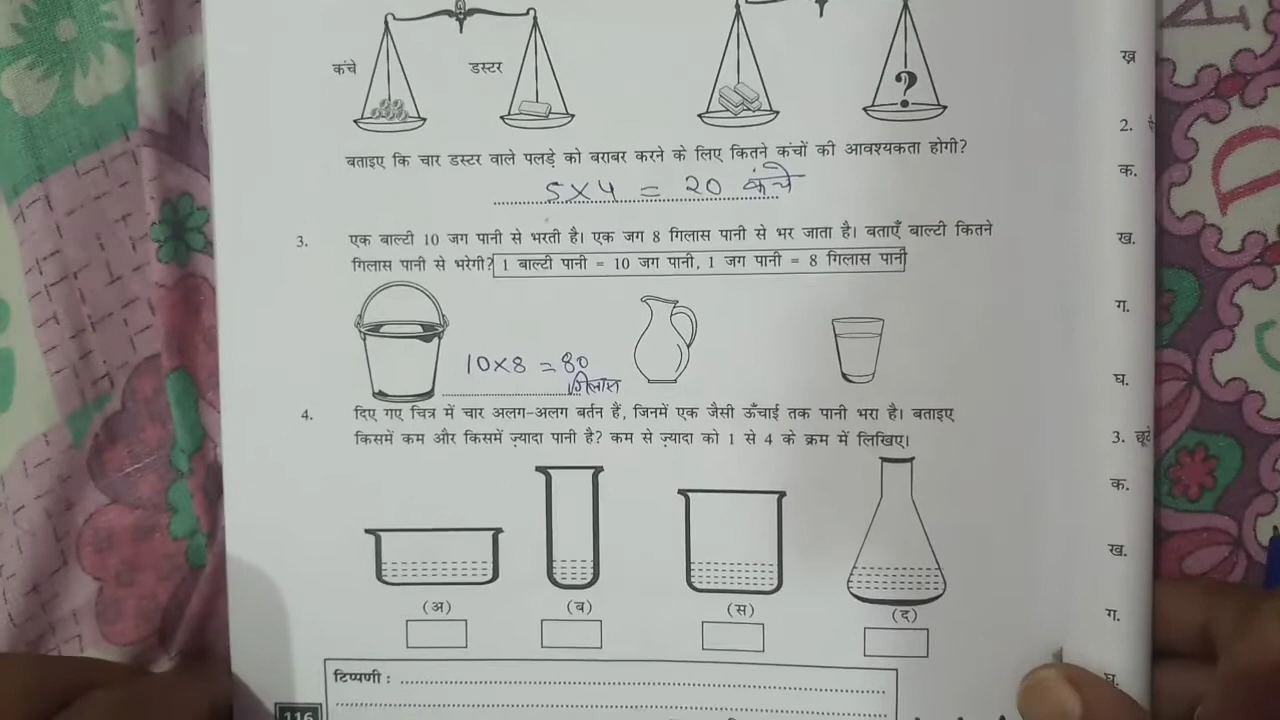 कंचे
डस्टर
?
बताइए कि चार डस्टर वाले पलड़े को बराबर करने के लिए कितने कंचों की आवश्यकता होगी?
5 × 4 = 20 कंचे
3. एक बाल्टी 10 जग पानी से भरती है। एक जग 8 गिलास पानी से भर जाता है। बताएँ बाल्टी कितने
गिलास पानी से भरेगी? 1 बाल्टी पानी = 10 जग पानी, 1 जग पानी = 8 गिलास पानी
10 × 8 = 80
गिलास
4. दिए गए चित्र में चार अलग-अलग बर्तन हैं, जिनमें एक जैसी ऊँचाई तक पानी भरा है। बताइए
किसमें कम और किसमें ज़्यादा पानी है? कम से ज़्यादा को 1 से 4 के क्रम में लिखिए।
(अ) (ब) (स) (द)
टिप्पणी :
116
ख
2.
क.
ख.
ग.
घ.
3. छूटे
क.
ख.
ग.
घ.